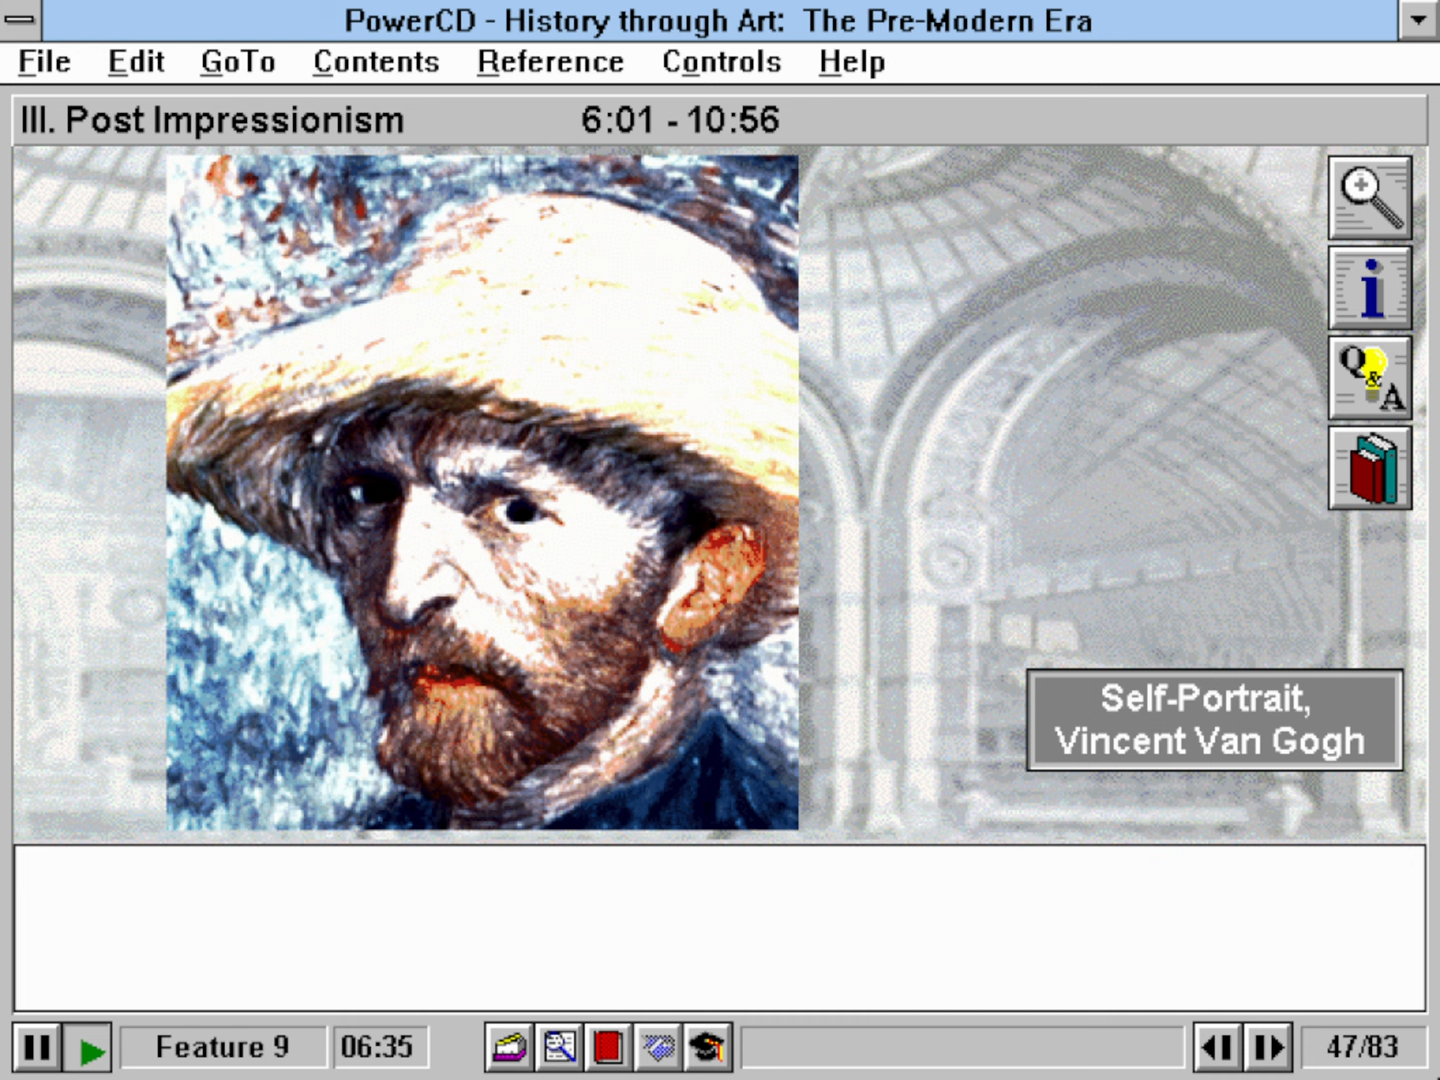 PowerCD - History through Art:  The Pre-Modern Era
File Edit GoTo Contents Reference Controls Help
III. Post Impressionism 6:01 - 10:56
i
Q & A
Self-Portrait,
Vincent Van Gogh
Feature 9 06:35 47/83